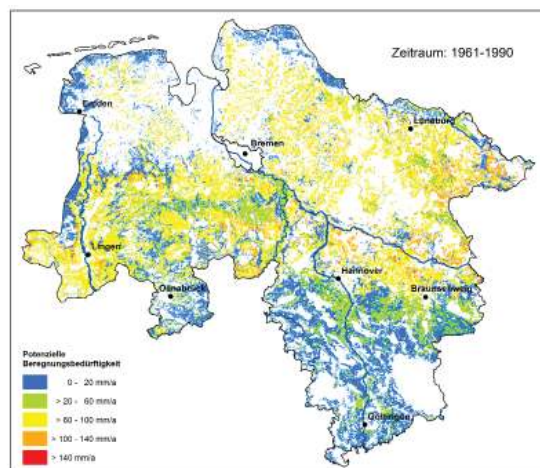 Zeitraum: 1961-1990
Emden
Lüneburg
Bremen
Lingen
Hannover
Osnabrück
Braunschweig
Göttingen
Potenzielle
Beregnungsbedürftigkeit
0 - 20 mm/a
> 20 - 60 mm/a
> 60 - 100 mm/a
> 100 - 140 mm/a
> 140 mm/a